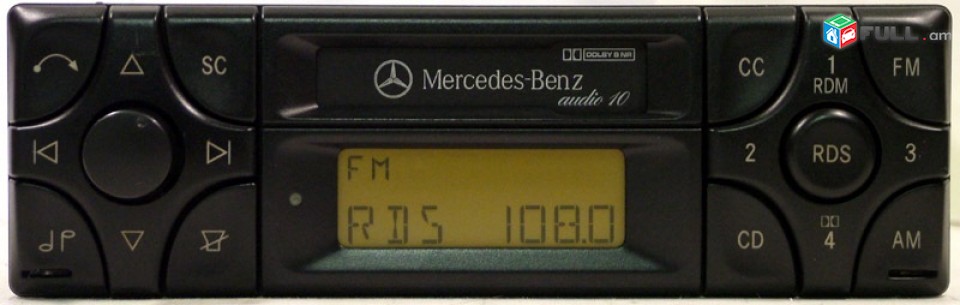 SC
DOLBY B NR
Mercedes-Benz
audio 10
FM
RDS 108.0
CC
1
RDM
FM
2
RDS
3
CD
4
AM
FULL.am